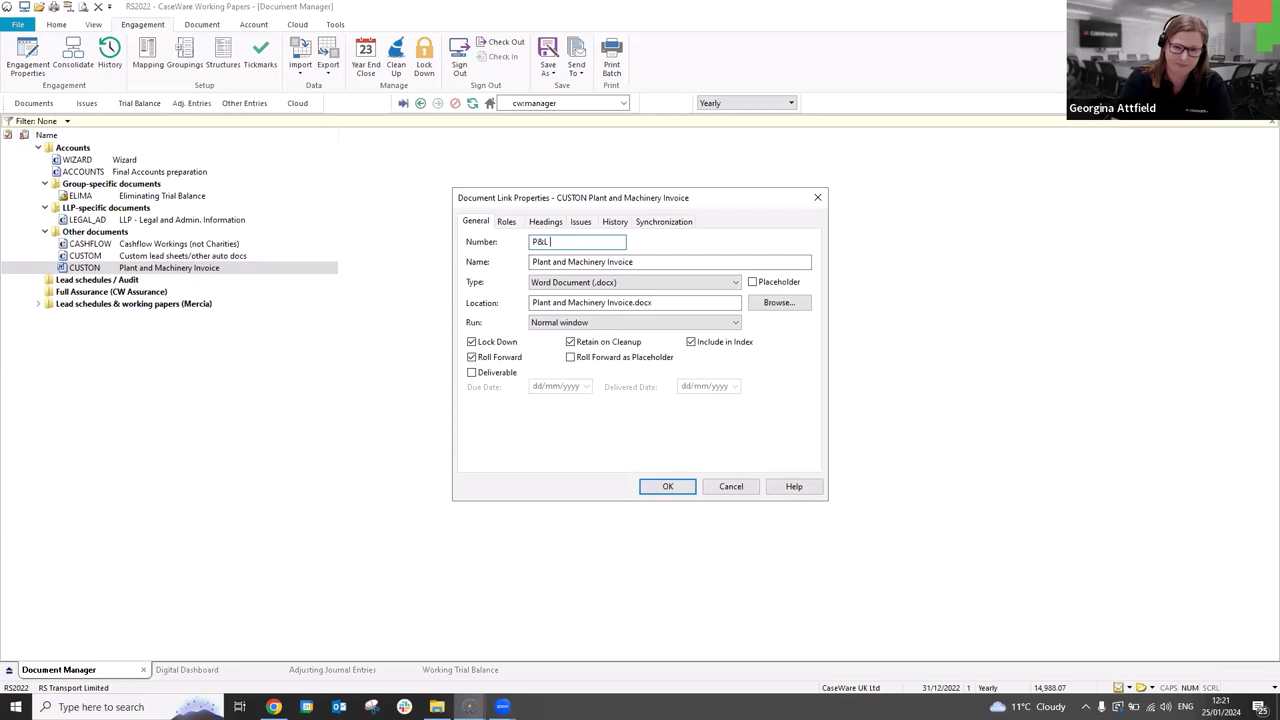 RS2022 - CaseWare Working Papers - [Document Manager]
File Home View Engagement Document Account Cloud Tools
Engagement Properties Consolidate History Mapping Groupings Structures Tickmarks Import Export Year End Close Clean Up Lock Down Sign Out Check Out Check In Save As Send To Print Batch
23
Engagement Setup Data Manage Sign Out Save Print
Documents Issues Trial Balance Adj. Entries Other Entries Cloud cw:manager Yearly
Georgina Attfield
Filter: None
Name
Accounts
WIZARD Wizard
ACCOUNTS Final Accounts preparation
Group-specific documents
ELIMA Eliminating Trial Balance
LLP-specific documents
LEGAL_AD LLP - Legal and Admin. Information
Other documents
CASHFLOW Cashflow Workings (not Charities)
CUSTOM Custom lead sheets/other auto docs
CUSTON Plant and Machinery Invoice
Lead schedules / Audit
Full Assurance (CW Assurance)
Lead schedules & working papers (Mercia)
Document Link Properties - CUSTON Plant and Machinery Invoice
General Roles Headings Issues History Synchronization
Number: P&L
Name: Plant and Machinery Invoice
Type: Word Document (.docx) Placeholder
Location: Plant and Machinery Invoice.docx Browse...
Run: Normal window
Lock Down Retain on Cleanup Include in Index
Roll Forward Roll Forward as Placeholder
Deliverable
Due Date: dd/mm/yyyy Delivered Date: dd/mm/yyyy
OK Cancel Help
Document Manager Digital Dashboard Adjusting Journal Entries Working Trial Balance
RS2022 RS Transport Limited CaseWare UK Ltd 31/12/2022 1 Yearly 14,988.07 CAPS NUM SCRL
Type here to search 11°C Cloudy ENG 12:21
25/01/2024 25